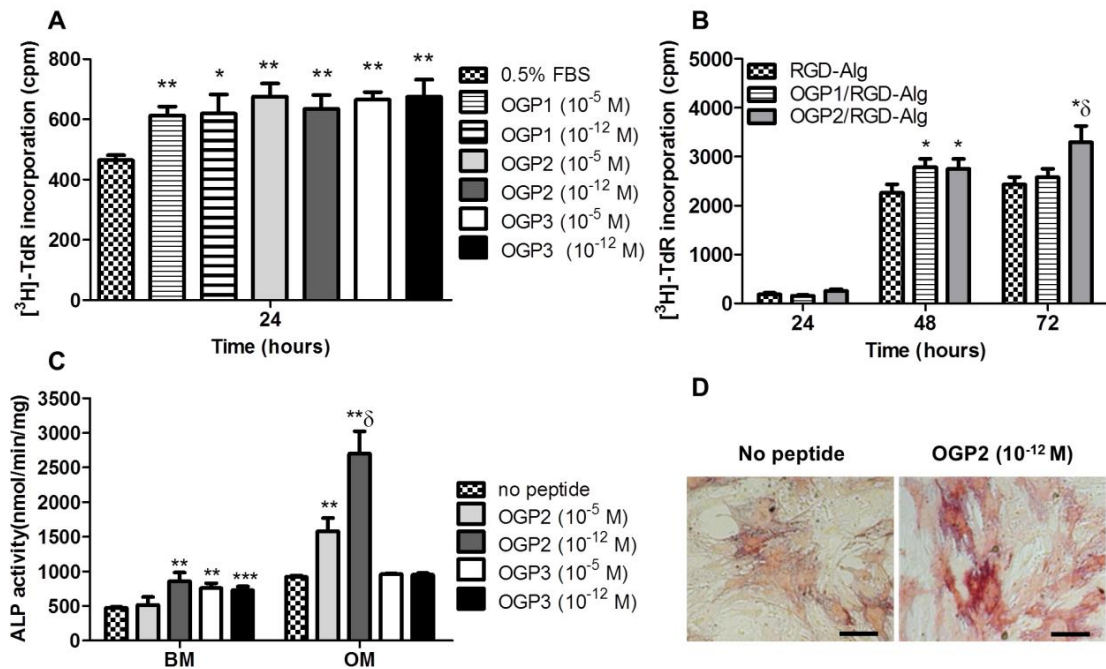 A
[³H]-TdR incorporation (cpm)
800
600
400
200
0
**
*
**
**
**
**
24
Time (hours)
0.5% FBS
OGP1 (10⁻⁵ M)
OGP1 (10⁻¹² M)
OGP2 (10⁻⁵ M)
OGP2 (10⁻¹² M)
OGP3 (10⁻⁵ M)
OGP3 (10⁻¹² M)
B
[³H]-TdR incorporation (cpm)
5000
4000
3000
2000
1000
0
RGD-Alg
OGP1/RGD-Alg
OGP2/RGD-Alg
*
*
*δ
24
48
72
Time (hours)
C
ALP activity(nmol/min/mg)
3500
3000
2500
2000
1500
1000
500
0
**
**
***
**
**δ
BM
OM
no peptide
OGP2 (10⁻⁵ M)
OGP2 (10⁻¹² M)
OGP3 (10⁻⁵ M)
OGP3 (10⁻¹² M)
D
No peptide
OGP2 (10⁻¹² M)